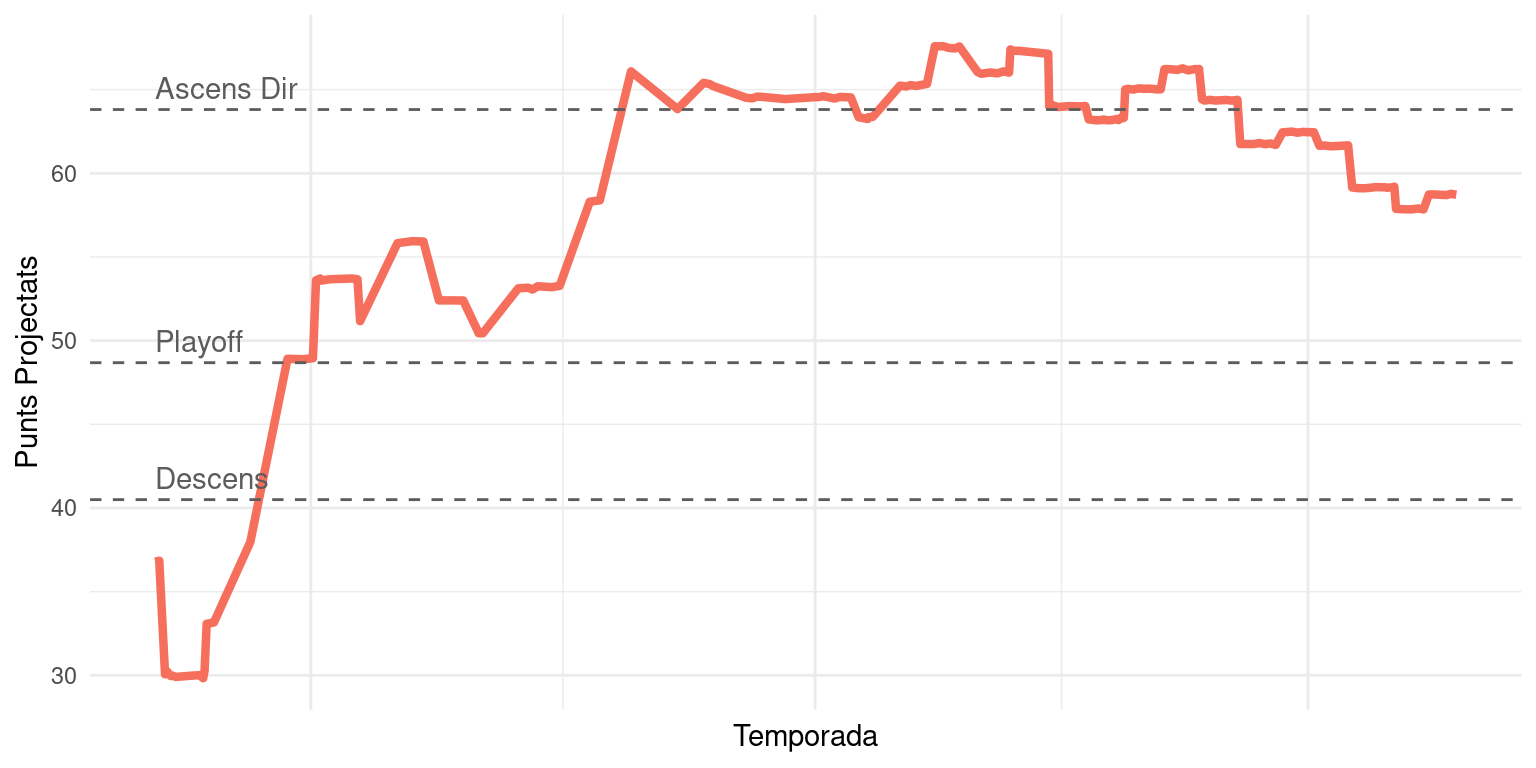 Ascens Dir
60
50
Playoff
Descens
40
30
Punts Projectats
Temporada